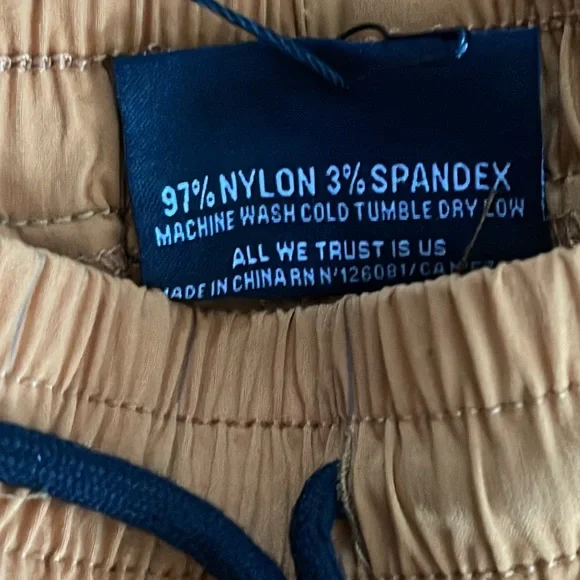 97% NYLON 3% SPANDEX
MACHINE WASH COLD TUMBLE DRY LOW
ALL WE TRUST IS US
MADE IN CHINA RN N°126081/CA